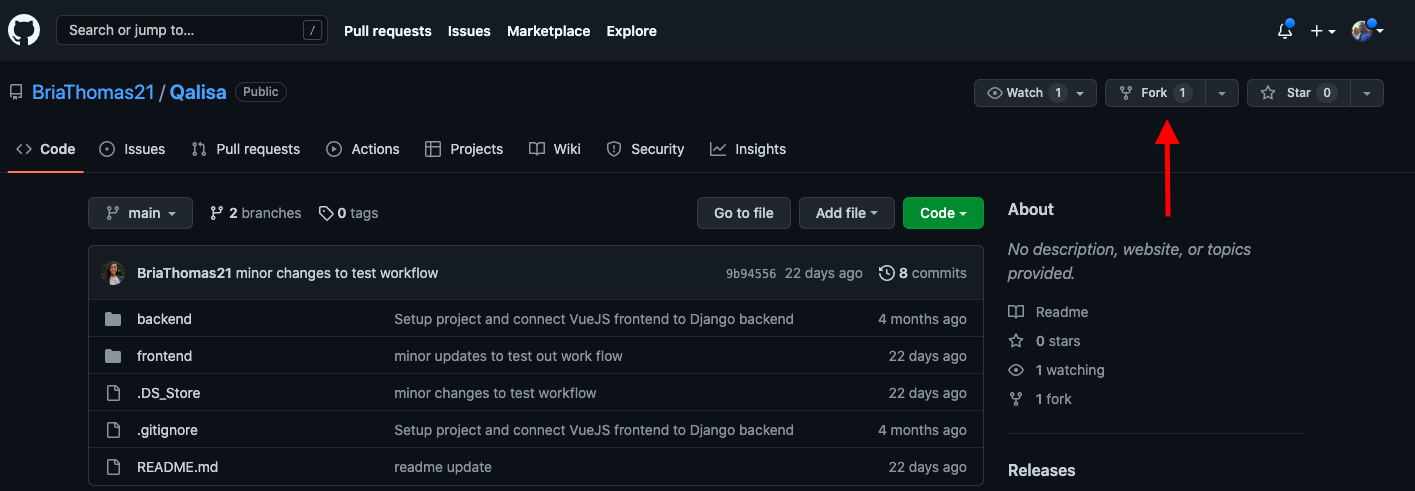 Search or jump to... /
Pull requests Issues Marketplace Explore
BriaThomas21 / Qalisa Public
Watch 1
Fork 1
Star 0
Code Issues Pull requests Actions Projects Wiki Security Insights
main 2 branches 0 tags
Go to file Add file Code
BriaThomas21 minor changes to test workflow 9b94556 22 days ago 8 commits
backend Setup project and connect VueJS frontend to Django backend 4 months ago
frontend minor updates to test out work flow 22 days ago
.DS_Store minor changes to test workflow 22 days ago
.gitignore Setup project and connect VueJS frontend to Django backend 4 months ago
README.md readme update 22 days ago
About
No description, website, or topics
provided.
Readme
0 stars
1 watching
1 fork
Releases